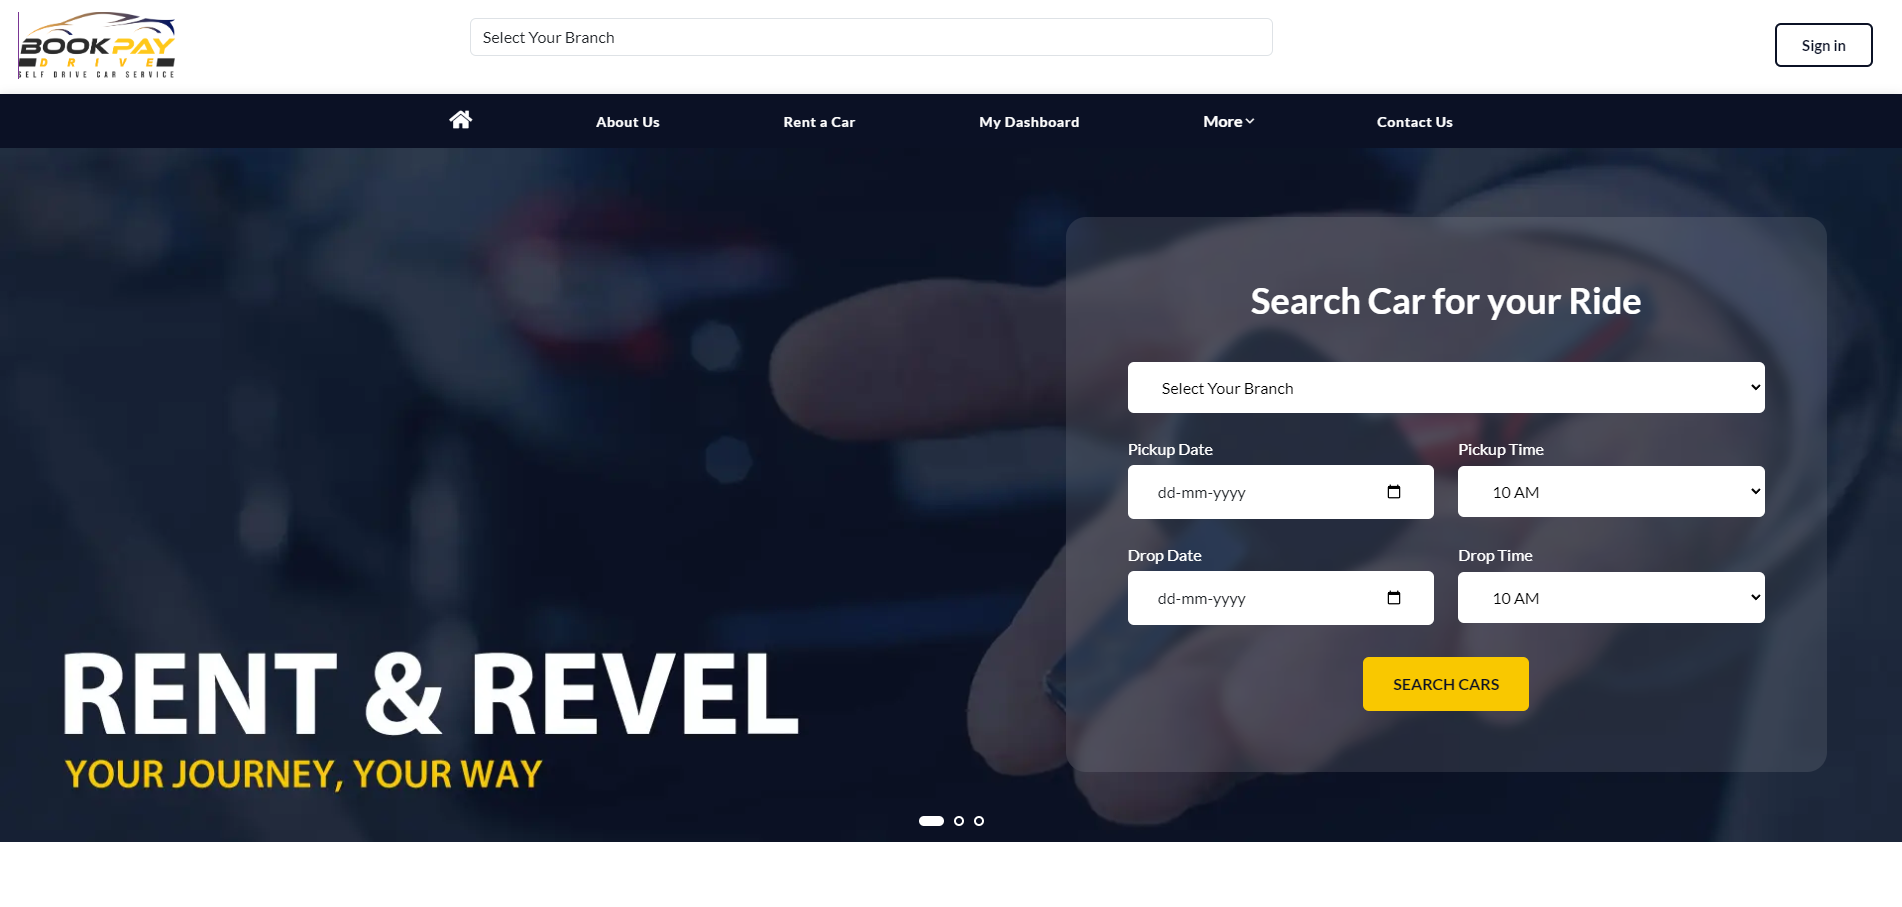 BOOK PAY
DRIVE
SELF DRIVE CAR SERVICE
Select Your Branch
Sign in
About Us
Rent a Car
My Dashboard
More
Contact Us
Search Car for your Ride
Select Your Branch
Pickup Date
Pickup Time
dd-mm-yyyy
10 AM
Drop Date
Drop Time
dd-mm-yyyy
10 AM
SEARCH CARS
RENT & REVEL
YOUR JOURNEY, YOUR WAY